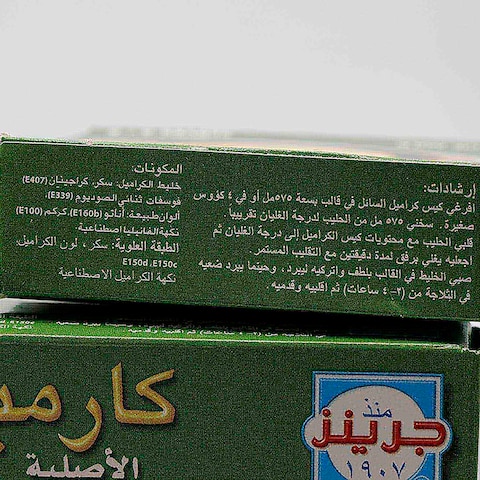 إرشادات:
أفرغي كيس كراميل السائل في قالب بسعة ٥٧٥مل أو في ٤ كؤوس
صغيرة. سخني ٥٧٥ مل من الحليب لدرجة الغليان تقريباً.
قلبي الحليب مع محتويات كيس الكراميل إلى درجة الغليان ثم
اجعليه يغلي برفق لمدة دقيقتين مع التقليب المستمر.
صبي الخليط في القالب بلطف واتركيه ليبرد، وحينما يبرد ضعيه
في الثلاجة من (٣- ٤ ساعات) ثم اقلبيه وقدميه.
المكونات:
خليط الكراميل: سكر، كراجينان (E407)
فوسفات ثنائي الصوديوم (E339)،
ألوان طبيعية: أناتو (E160b)، كركم (E100)
نكهة الفانيليا اصطناعية.
الطبقة العلوية: سكر، لون الكراميل
E150d ،E150c
نكهة الكراميل الاصطناعية
كارمي
الأصلية
منذ
جرينز
١٩٠٧